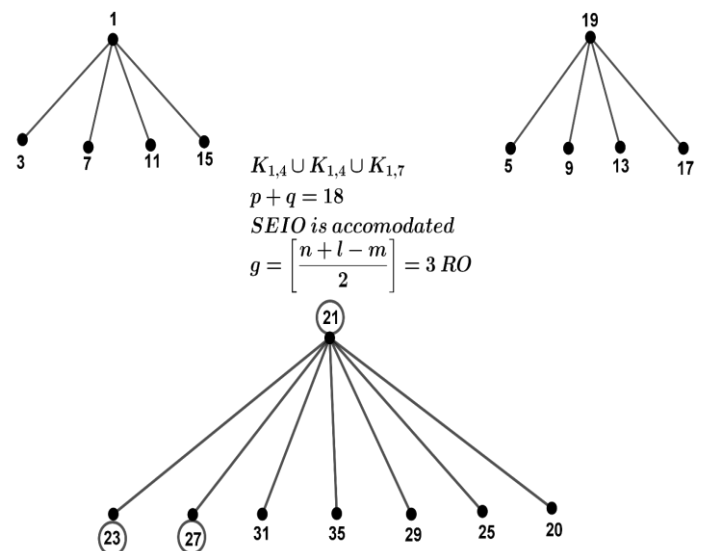 1
19
3 7 11 15
5 9 13 17
K_{1,4} ∪ K_{1,4} ∪ K_{1,7}
p + q = 18
SEIO is accomodated
g = [(n + l − m)/2] = 3 RO
21
23 27 31 35 29 25 20